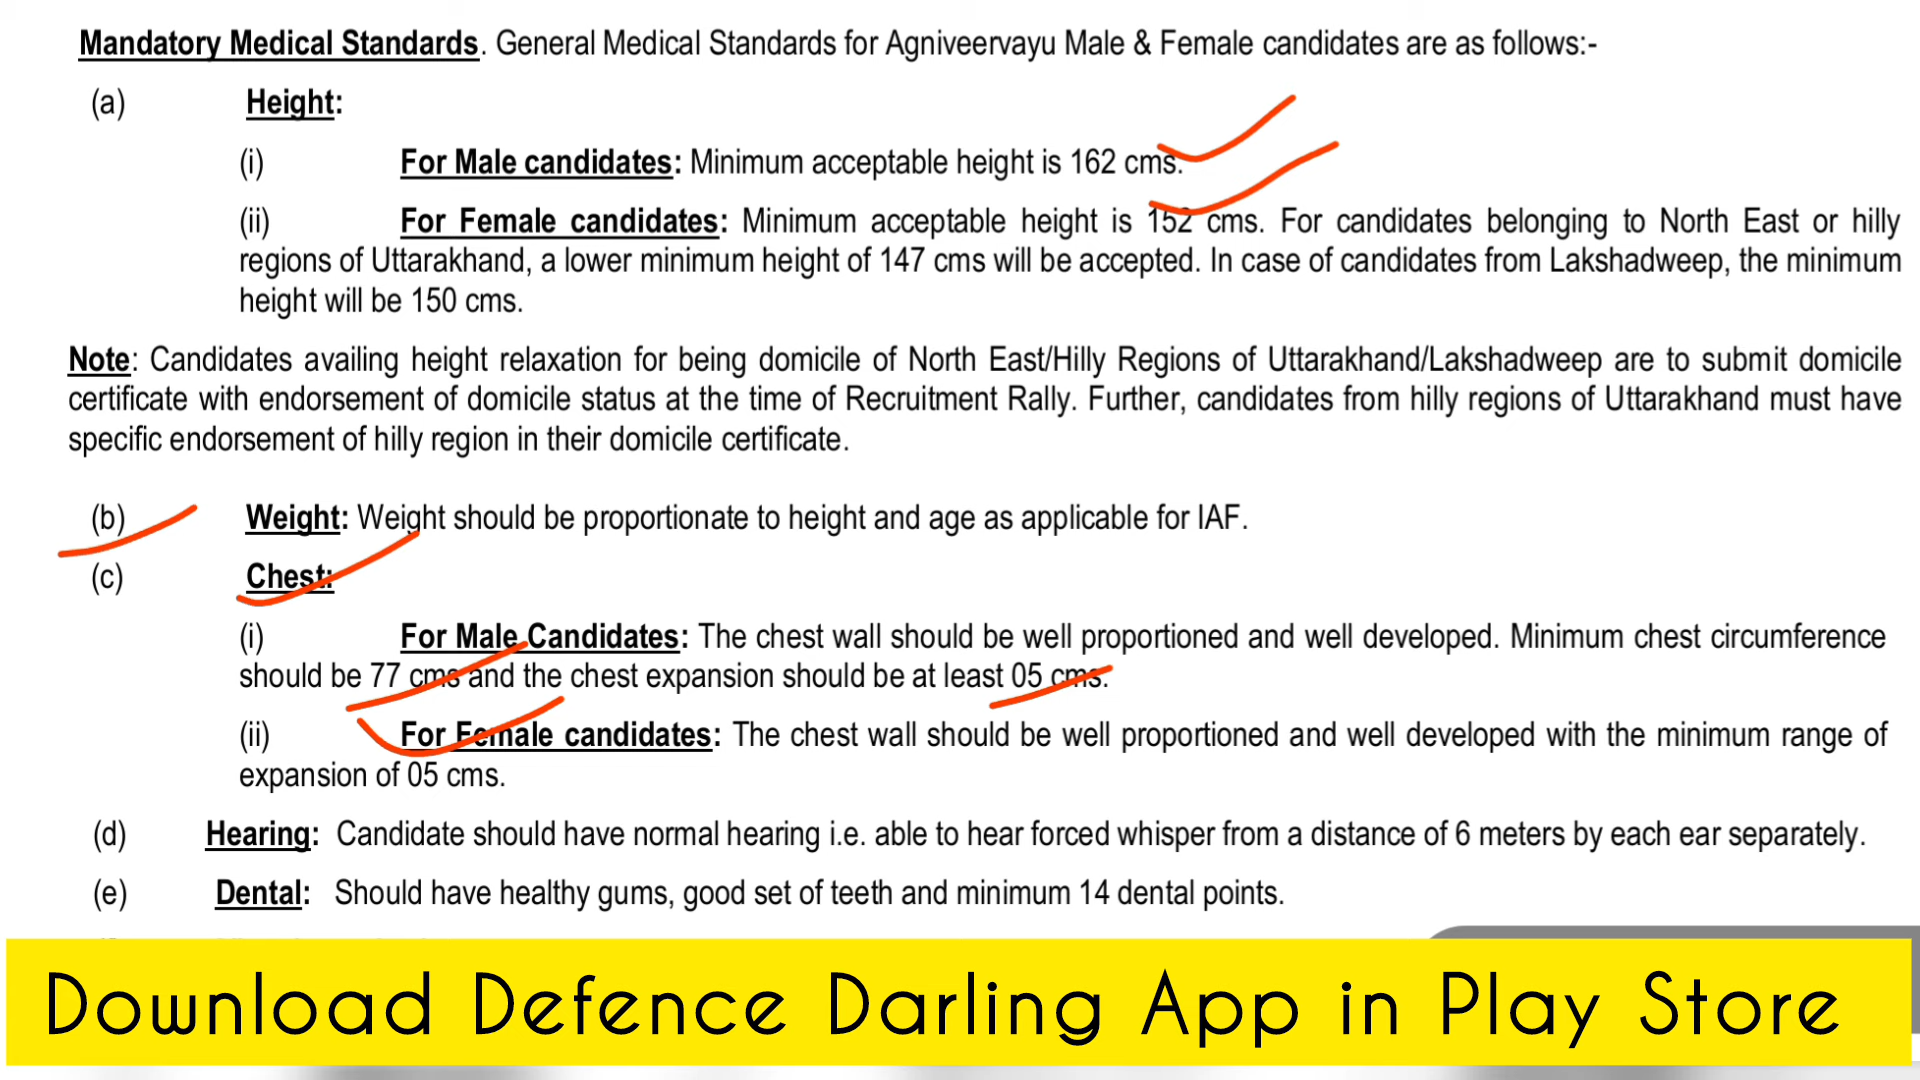 Mandatory Medical Standards. General Medical Standards for Agniveervayu Male & Female candidates are as follows:-
(a) Height:
(i) For Male candidates: Minimum acceptable height is 162 cms.
(ii) For Female candidates: Minimum acceptable height is 152 cms. For candidates belonging to North East or hilly
regions of Uttarakhand, a lower minimum height of 147 cms will be accepted. In case of candidates from Lakshadweep, the minimum
height will be 150 cms.
Note: Candidates availing height relaxation for being domicile of North East/Hilly Regions of Uttarakhand/Lakshadweep are to submit domicile
certificate with endorsement of domicile status at the time of Recruitment Rally. Further, candidates from hilly regions of Uttarakhand must have
specific endorsement of hilly region in their domicile certificate.
(b) Weight: Weight should be proportionate to height and age as applicable for IAF.
(c) Chest:
(i) For Male Candidates: The chest wall should be well proportioned and well developed. Minimum chest circumference
should be 77 cms and the chest expansion should be at least 05 cms.
(ii) For Female candidates: The chest wall should be well proportioned and well developed with the minimum range of
expansion of 05 cms.
(d) Hearing: Candidate should have normal hearing i.e. able to hear forced whisper from a distance of 6 meters by each ear separately.
(e) Dental: Should have healthy gums, good set of teeth and minimum 14 dental points.
Download Defence Darling App in Play Store